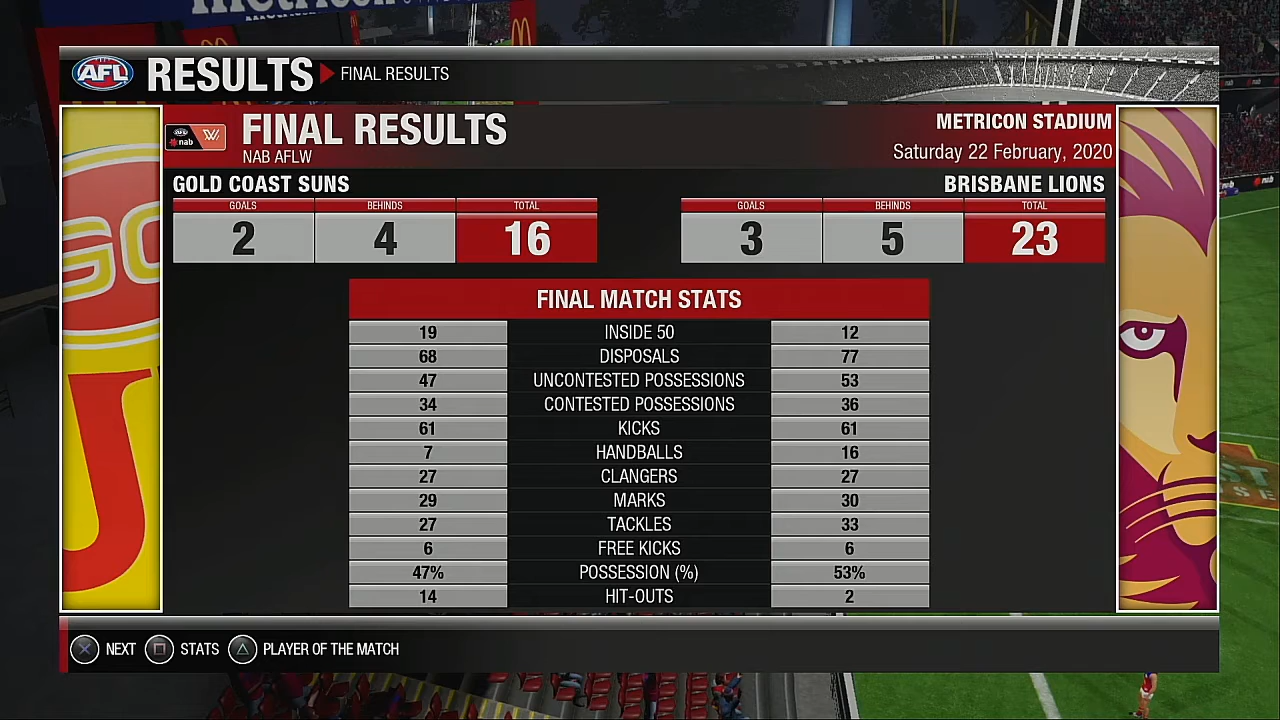 metricon
AFL RESULTS FINAL RESULTS
AFL nab W FINAL RESULTS
NAB AFLW
METRICON STADIUM
Saturday 22 February, 2020
GOLD COAST SUNS
BRISBANE LIONS
GOALS BEHINDS TOTAL GOALS BEHINDS TOTAL
2 4 16 3 5 23
FINAL MATCH STATS
19 INSIDE 50 12
68 DISPOSALS 77
47 UNCONTESTED POSSESSIONS 53
34 CONTESTED POSSESSIONS 36
61 KICKS 61
7 HANDBALLS 16
27 CLANGERS 27
29 MARKS 30
27 TACKLES 33
6 FREE KICKS 6
47% POSSESSION (%) 53%
14 HIT-OUTS 2
NEXT STATS PLAYER OF THE MATCH